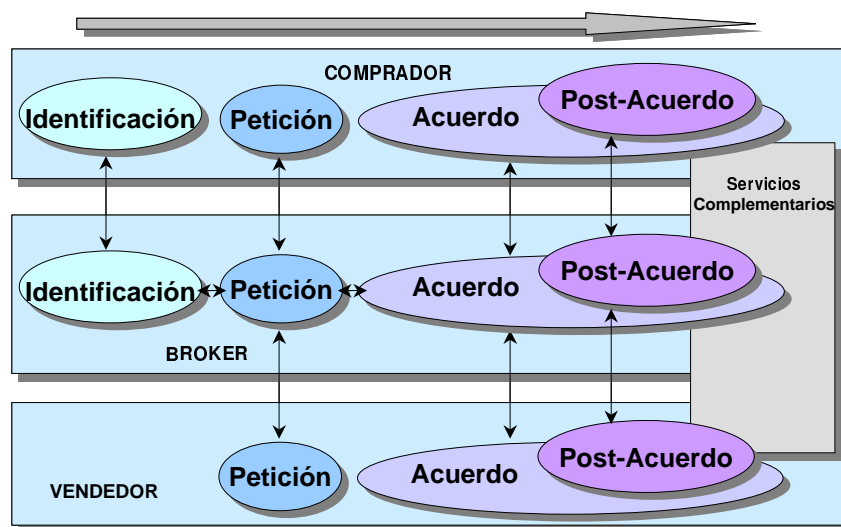 COMPRADOR
Identificación
Petición
Acuerdo
Post-Acuerdo
Servicios
Complementarios
Identificación
Petición
Acuerdo
Post-Acuerdo
BROKER
Petición
Acuerdo
Post-Acuerdo
VENDEDOR